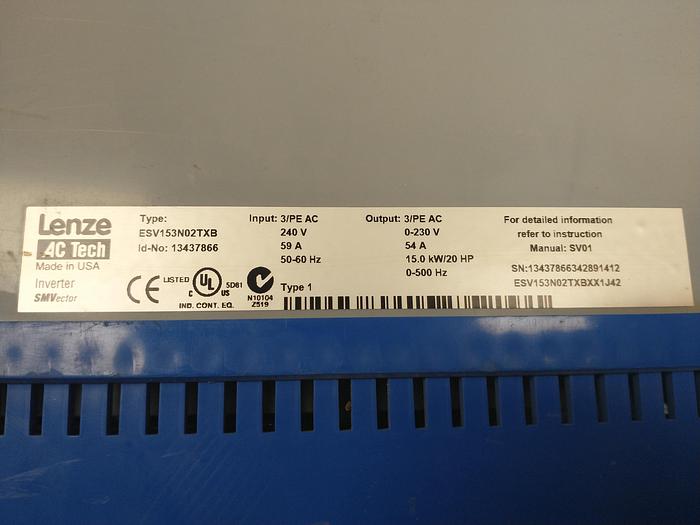 Lenze
AC Tech
Made in USA
Inverter
SMVector
Type:
ESV153N02TXB
Id-No: 13437866
CE
LISTED
UL
C US
5D81
IND. CONT. EQ.
N10104
Z519
Input: 3/PE AC
240 V
59 A
50-60 Hz
Type 1
Output: 3/PE AC
0-230 V
54 A
15.0 kW/20 HP
0-500 Hz
For detailed information
refer to instruction
Manual: SV01
SN:13437866342891412
ESV153N02TXBXX1J42